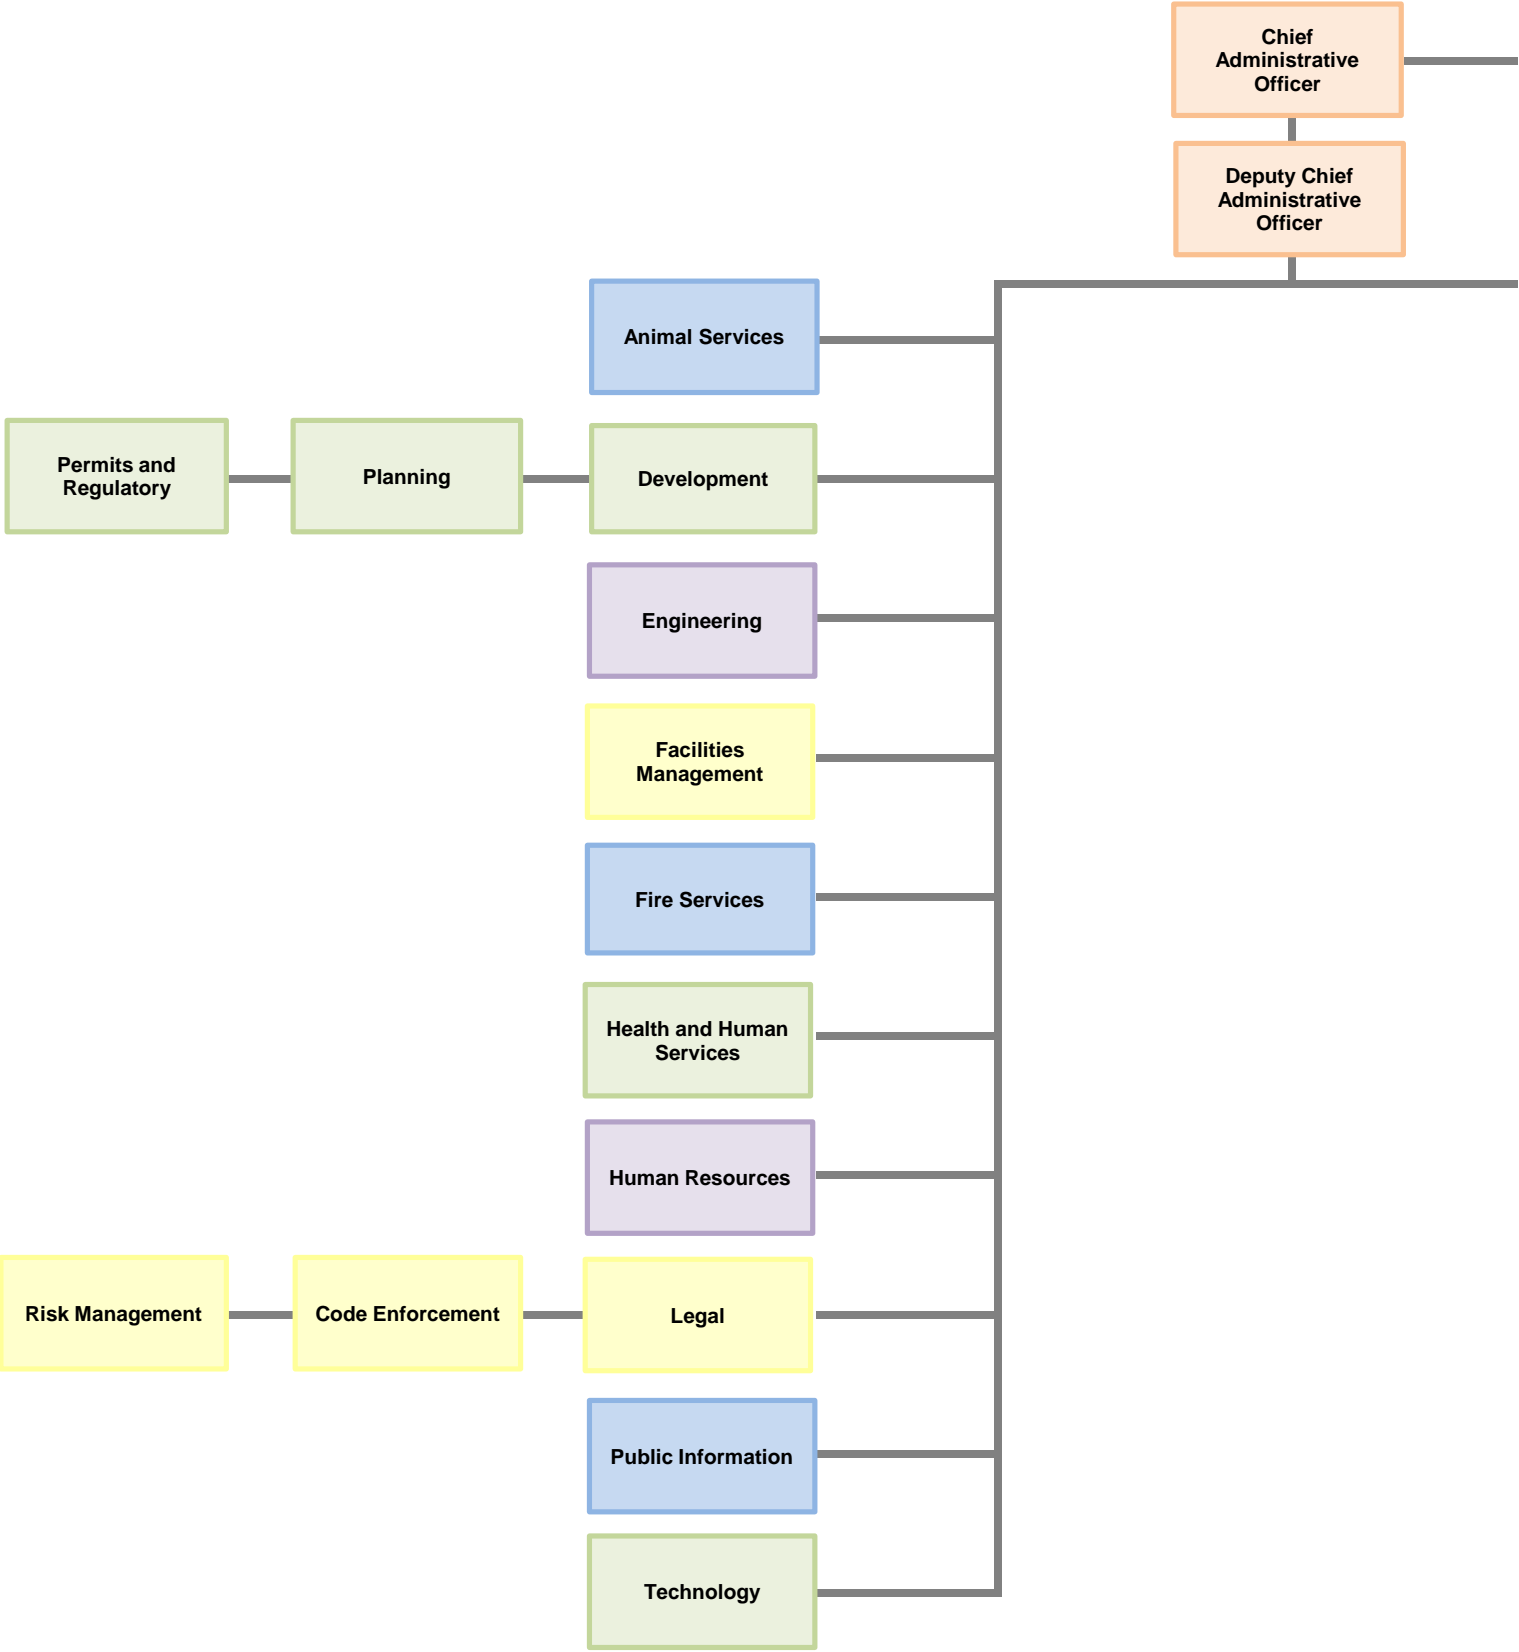 Chief
Administrative
Officer
Deputy Chief
Administrative
Officer
Animal Services
Permits and
Regulatory
Planning
Development
Engineering
Facilities
Management
Fire Services
Health and Human
Services
Human Resources
Risk Management
Code Enforcement
Legal
Public Information
Technology